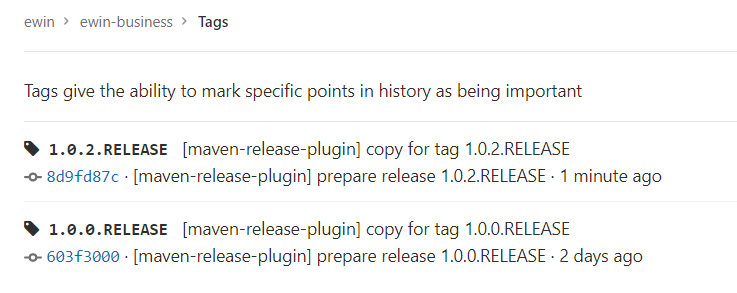 ewin > ewin-business > Tags
Tags give the ability to mark specific points in history as being important
1.0.2.RELEASE [maven-release-plugin] copy for tag 1.0.2.RELEASE
8d9fd87c · [maven-release-plugin] prepare release 1.0.2.RELEASE · 1 minute ago
1.0.0.RELEASE [maven-release-plugin] copy for tag 1.0.0.RELEASE
603f3000 · [maven-release-plugin] prepare release 1.0.0.RELEASE · 2 days ago